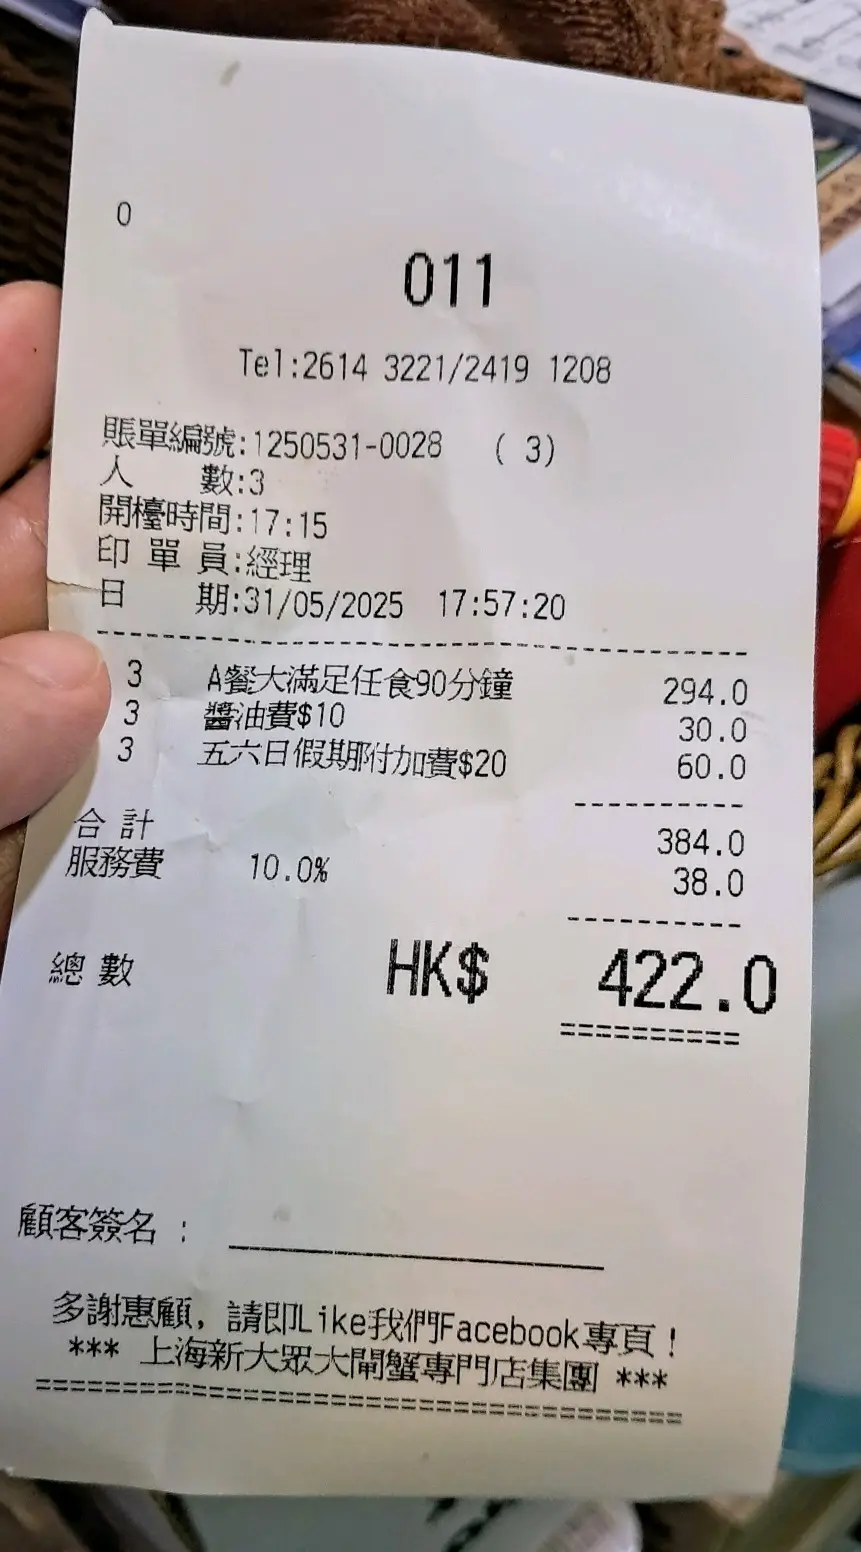 0
011
Tel:2614 3221/2419 1208
賬單編號:1250531-0028 ( 3)
人 數:3
開檯時間:17:15
印 單 員:經理
日 期:31/05/2025 17:57:20
3 A餐大滿足任食90分鐘 294.0
3 醬油費$10 30.0
3 五六日假期附加費$20 60.0
合 計 384.0
服務費 10.0% 38.0
總 數 HK$ 422.0
顧客簽名 :
多謝惠顧, 請即Like我們Facebook專頁!
*** 上海新大眾大閘蟹專門店集團 ***